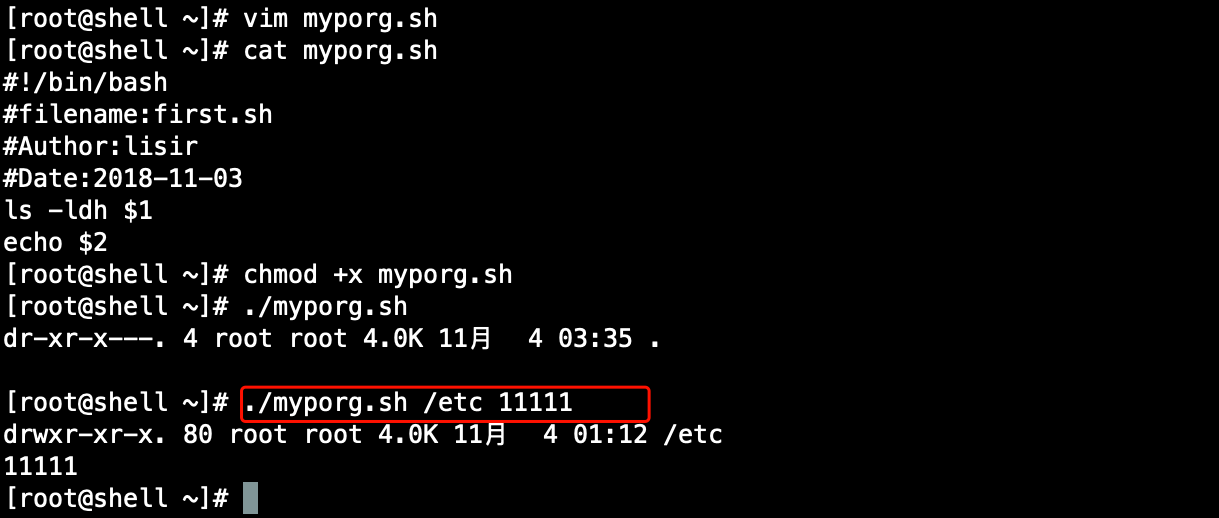 [root@shell ~]# vim myporg.sh
[root@shell ~]# cat myporg.sh
#!/bin/bash
#filename:first.sh
#Author:lisir
#Date:2018-11-03
ls -ldh $1
echo $2
[root@shell ~]# chmod +x myporg.sh
[root@shell ~]# ./myporg.sh
dr-xr-x---. 4 root root 4.0K 11月  4 03:35 .
[root@shell ~]# ./myporg.sh /etc 11111
drwxr-xr-x. 80 root root 4.0K 11月  4 01:12 /etc
11111
[root@shell ~]#